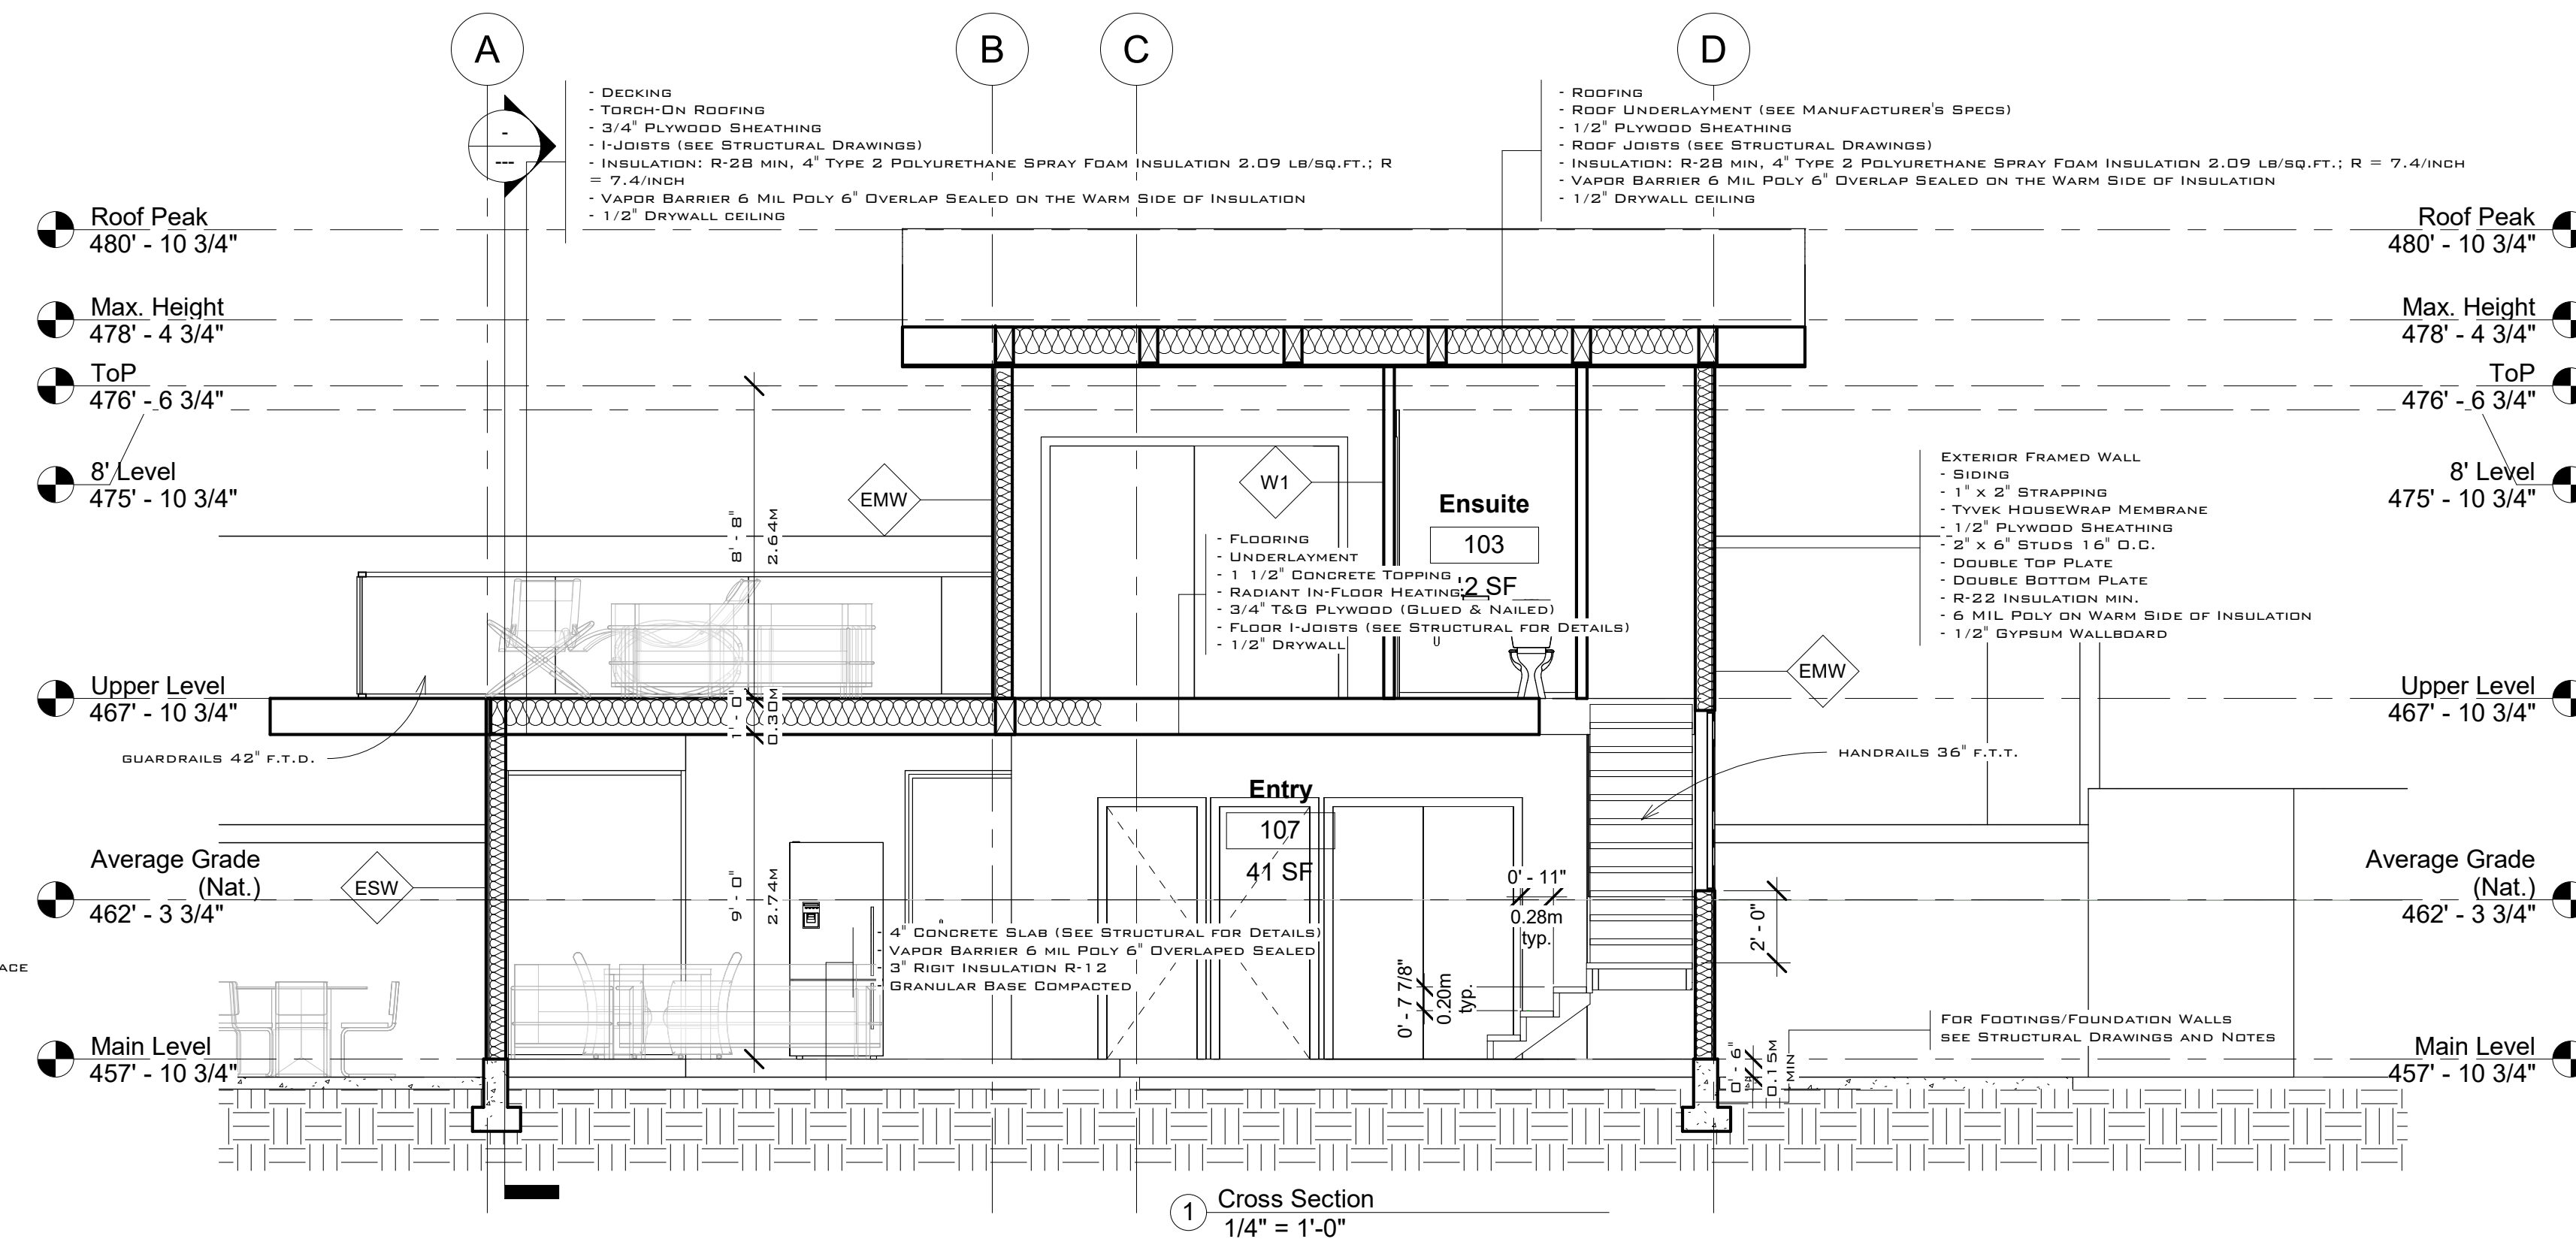 A
B
C
D
- Decking
- Torch-On Roofing
- 3/4" Plywood Sheathing
- I-Joists (see Structural Drawings)
- Insulation: R-28 min, 4" Type 2 Polyurethane Spray Foam Insulation 2.09 lb/sq.ft.; R
= 7.4/inch
- Vapor Barrier 6 Mil Poly 6" Overlap Sealed on the Warm Side of Insulation
- 1/2" Drywall ceiling
- Roofing
- Roof Underlayment (see Manufacturer's Specs)
- 1/2" Plywood Sheathing
- Roof Joists (see Structural Drawings)
- Insulation: R-28 min, 4" Type 2 Polyurethane Spray Foam Insulation 2.09 lb/sq.ft.; R = 7.4/inch
- Vapor Barrier 6 Mil Poly 6" Overlap Sealed on the Warm Side of Insulation
- 1/2" Drywall ceiling
-
---
Roof Peak
480' - 10 3/4"
Max. Height
478' - 4 3/4"
ToP
476' - 6 3/4"
8' Level
475' - 10 3/4"
Upper Level
467' - 10 3/4"
Average Grade
(Nat.)
462' - 3 3/4"
Main Level
457' - 10 3/4"
Roof Peak
480' - 10 3/4"
Max. Height
478' - 4 3/4"
ToP
476' - 6 3/4"
8' Level
475' - 10 3/4"
Upper Level
467' - 10 3/4"
Average Grade
(Nat.)
462' - 3 3/4"
Main Level
457' - 10 3/4"
EMW
W1
Ensuite
103
'2 SF
8' - 8"
2.64m
- Flooring
- Underlayment
- 1 1/2" Concrete Topping
- Radiant In-Floor Heating
- 3/4" T&G Plywood (Glued & Nailed)
- Floor I-Joists (see Structural for Details)
- 1/2" Drywall
Exterior Framed Wall
- Siding
- 1" x 2" Strapping
- Tyvek HouseWrap Membrane
- 1/2" Plywood Sheathing
- 2" x 6" Studs 16" O.C.
- Double Top Plate
- Double Bottom Plate
- R-22 Insulation min.
- 6 MIL Poly on Warm Side of Insulation
- 1/2" Gypsum Wallboard
EMW
1' - 0"
0.30m
guardrails 42" f.t.d.
handrails 36" f.t.t.
Entry
107
41 SF
ESW
9' - 0"
2.74m
0' - 11"
0.28m
typ.
2' - 0"
- 4" Concrete Slab (See Structural for Details)
- Vapor Barrier 6 mil Poly 6" Overlaped Sealed
- 3" Rigit Insulation R-12
- Granular Base Compacted
ACE
0' - 7 7/8"
0.20m
typ.
0' - 6"
0.15m
MIN
For Footings/Foundation Walls
see Structural Drawings and Notes
1
Cross Section
1/4" = 1'-0"